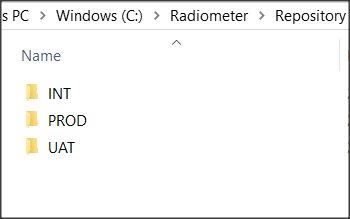 s PC > Windows (C:) > Radiometer > Repository
Name
INT
PROD
UAT